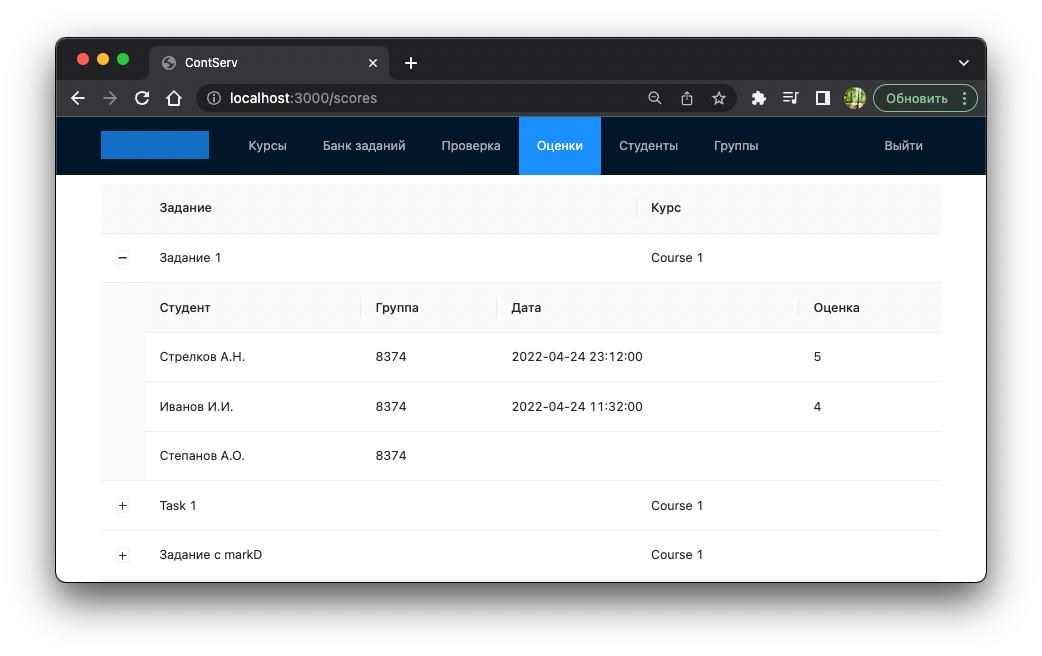 ContServ
localhost:3000/scores
Обновить
Курсы Банк заданий Проверка Оценки Студенты Группы Выйти
Задание Курс
Задание 1 Course 1
Студент Группа Дата Оценка
Стрелков А.Н. 8374 2022-04-24 23:12:00 5
Иванов И.И. 8374 2022-04-24 11:32:00 4
Степанов А.О. 8374
Task 1 Course 1
Задание с markD Course 1